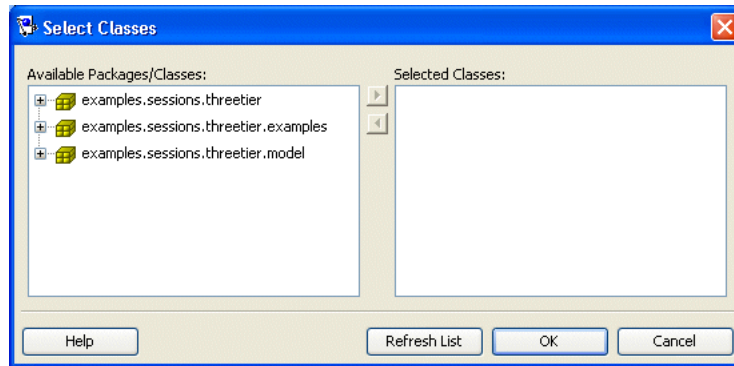 Select Classes
Available Packages/Classes:
Selected Classes:
examples.sessions.threetier
examples.sessions.threetier.examples
examples.sessions.threetier.model
Help
Refresh List
OK
Cancel